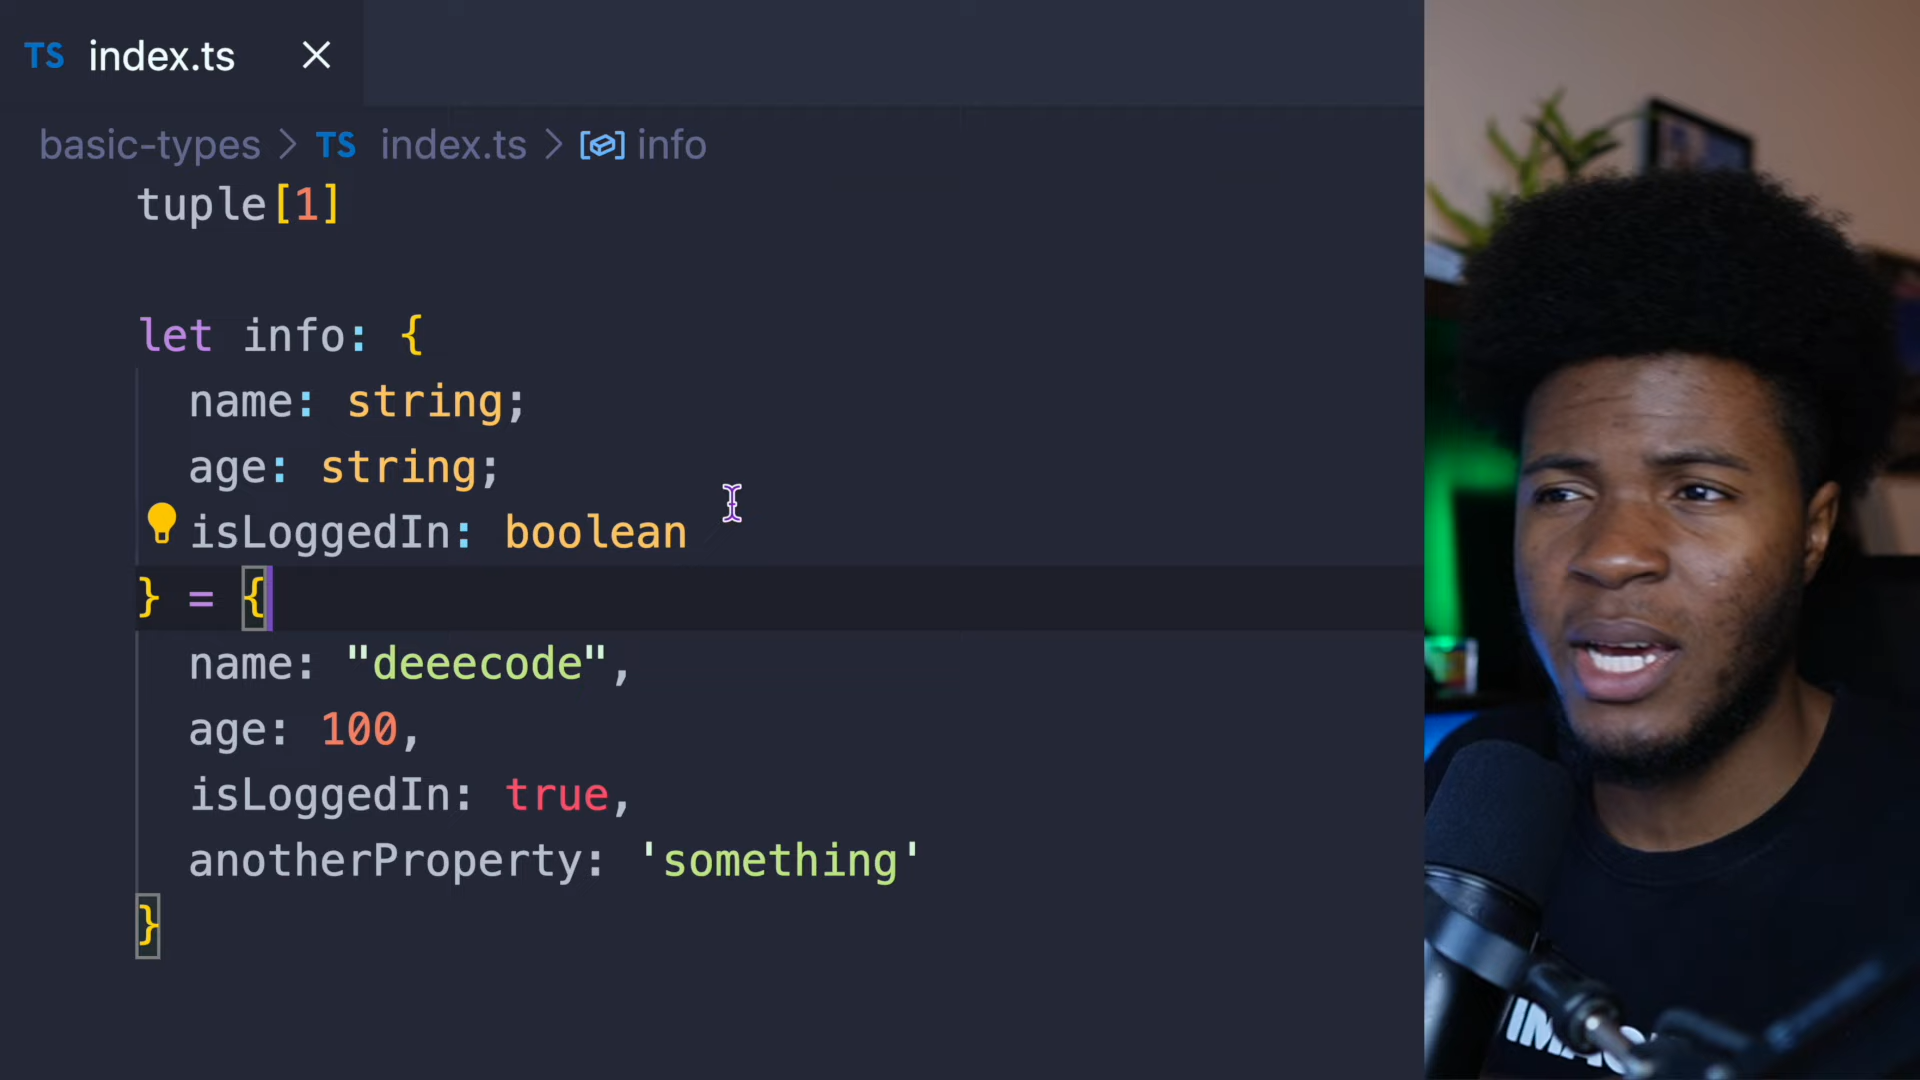 TS index.ts
basic-types > TS index.ts > info
tuple[1]
let info: {
name: string;
age: string;
isLoggedIn: boolean
} = {
name: "deeecode",
age: 100,
isLoggedIn: true,
anotherProperty: 'something'
}